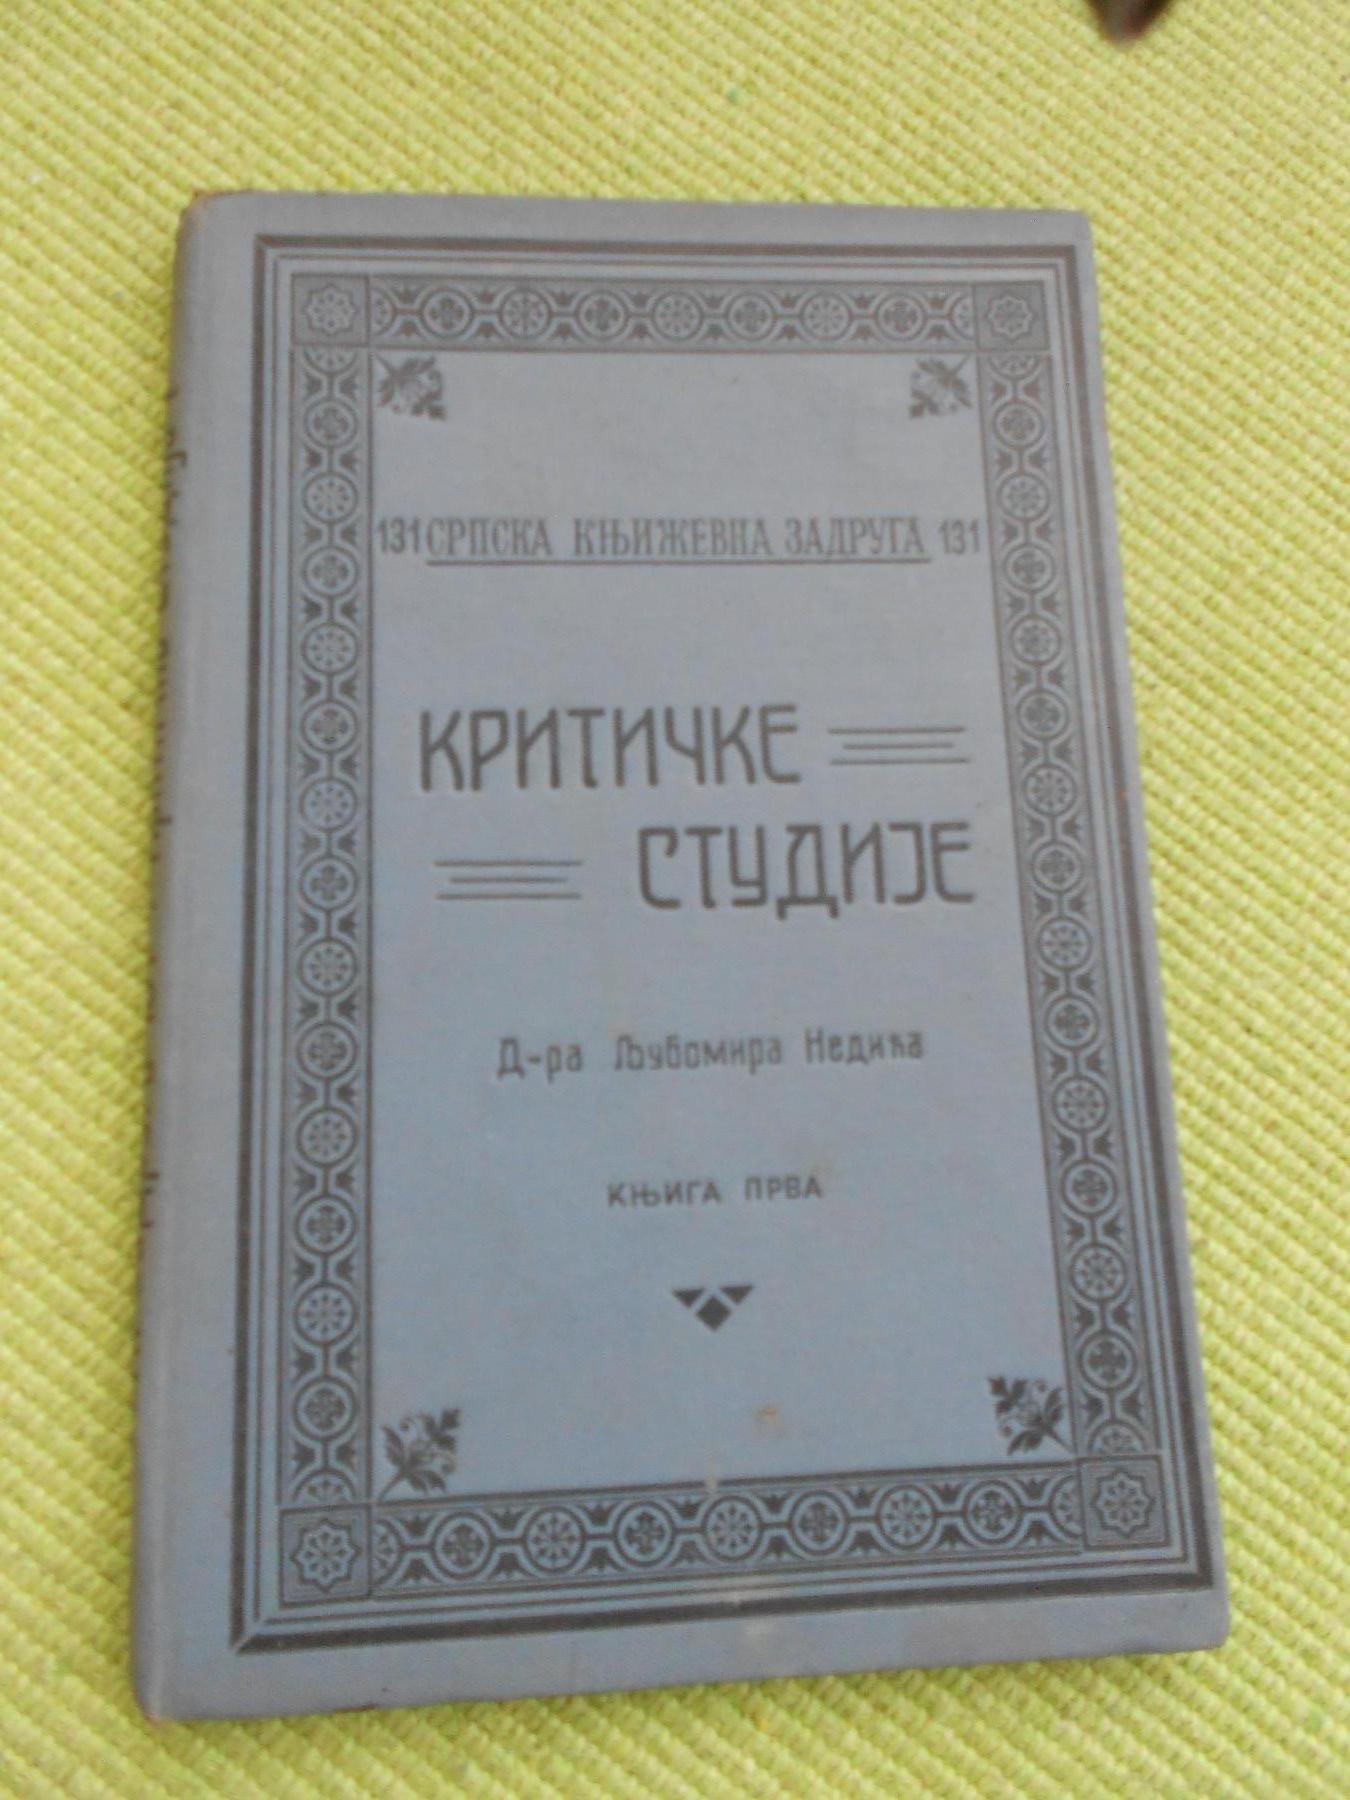 131 СРПСКА КЊИЖЕВНА ЗАДРУГА 131
КРИТИЧКЕ
СТУДИЈЕ
Д-ра Љубомира Недића
КЊИГА ПРВА